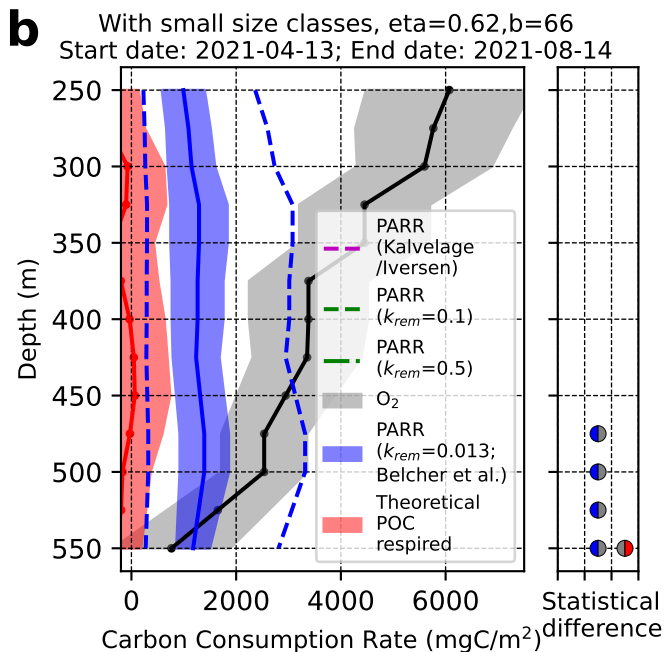 b
With small size classes, eta=0.62,b=66
Start date: 2021-04-13; End date: 2021-08-14
250
300
350
400
450
500
550
Depth (m)
PARR
(Kalvelage
/Iversen)
PARR
(k_rem=0.1)
PARR
(k_rem=0.5)
O₂
PARR
(k_rem=0.013;
Belcher et al.)
Theoretical
POC
respired
0 2000 4000 6000
Carbon Consumption Rate (mgC/m²)
Statistical
difference